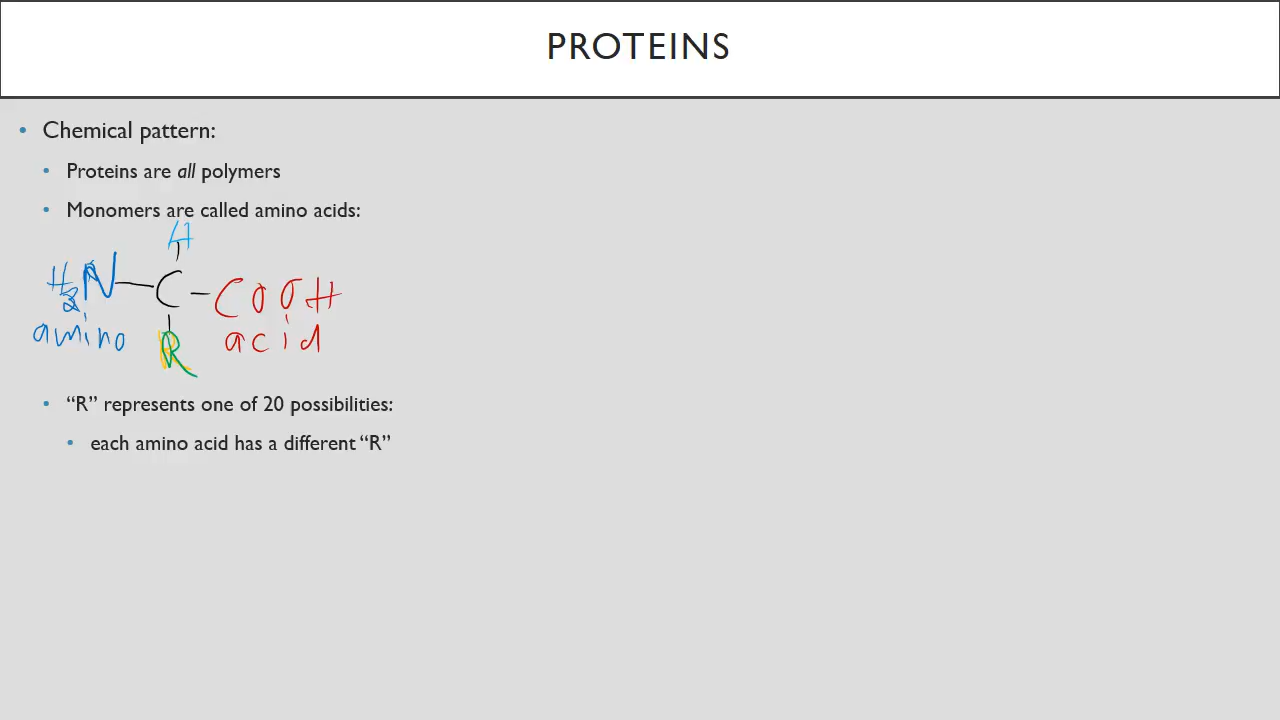 PROTEINS
• Chemical pattern:
• Proteins are all polymers
• Monomers are called amino acids:
H
H2N—C—COOH
amino R acid
• “R” represents one of 20 possibilities:
• each amino acid has a different “R”